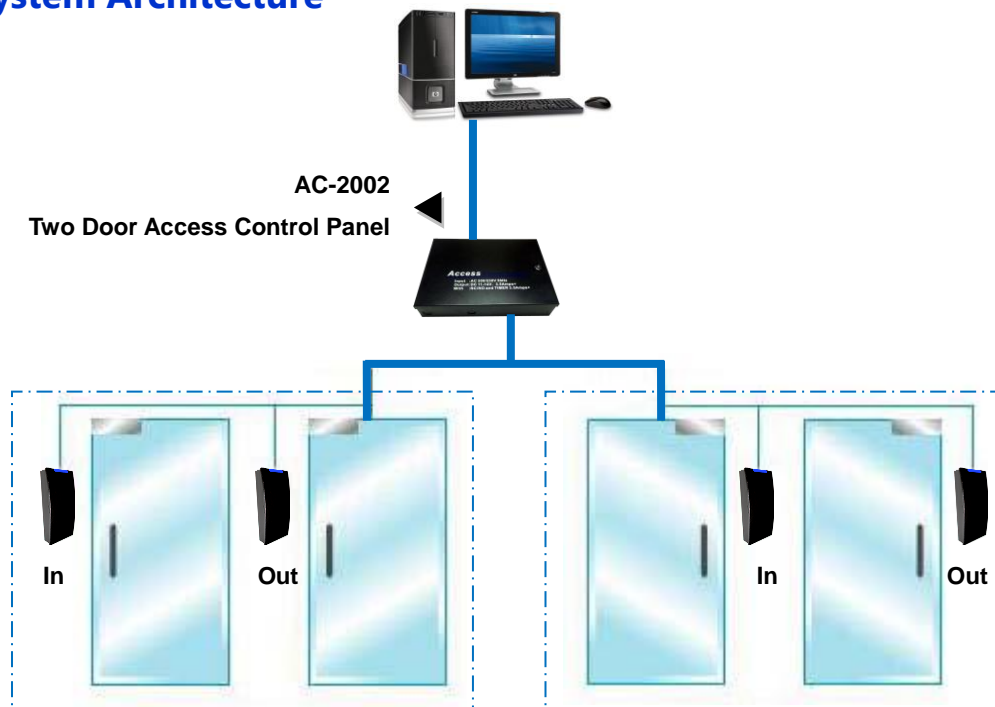 ystem Architecture
AC-2002
Two Door Access Control Panel
Access
In
Out
In
Out